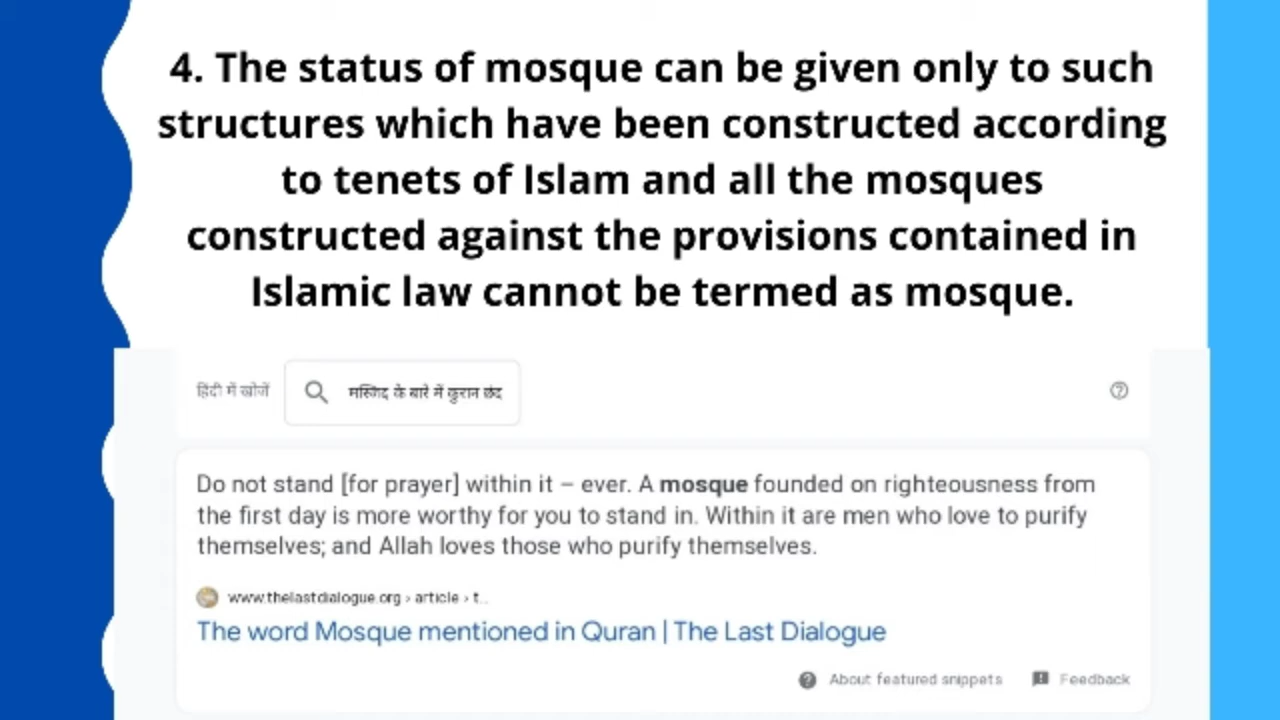 4. The status of mosque can be given only to such
structures which have been constructed according
to tenets of Islam and all the mosques
constructed against the provisions contained in
Islamic law cannot be termed as mosque.
हिंदी में खोजें
मस्जिद के बारे में कुरान छंद
Do not stand [for prayer] within it – ever. A mosque founded on righteousness from
the first day is more worthy for you to stand in. Within it are men who love to purify
themselves; and Allah loves those who purify themselves.
www.thelastdialogue.org › article › t...
The word Mosque mentioned in Quran | The Last Dialogue
About featured snippets
Feedback